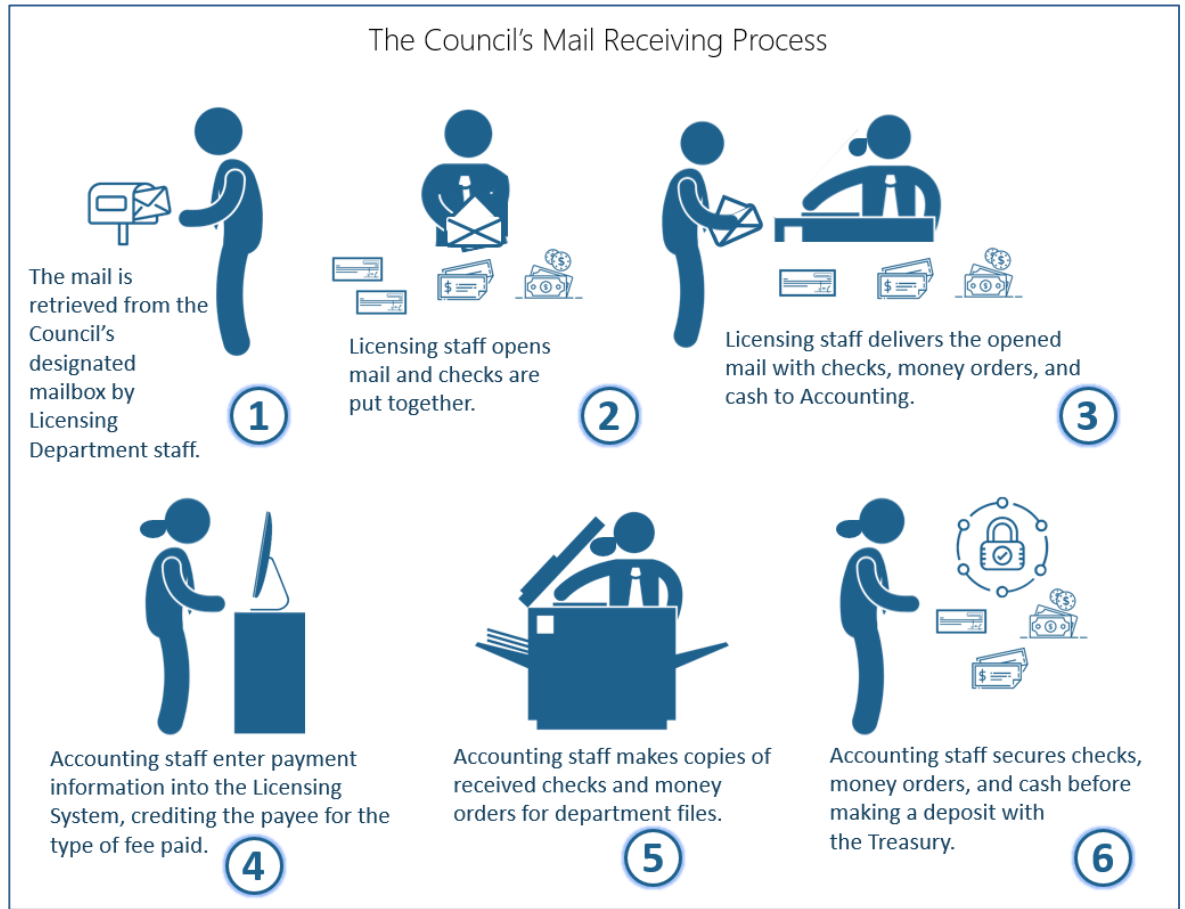 The Council's Mail Receiving Process
The mail is
retrieved from the
Council's
designated
mailbox by
Licensing
Department staff.
1
Licensing staff opens
mail and checks are
put together.
2
Licensing staff delivers the opened
mail with checks, money orders, and
cash to Accounting.
3
Accounting staff enter payment
information into the Licensing
System, crediting the payee for the
type of fee paid.
4
Accounting staff makes copies of
received checks and money
orders for department files.
5
Accounting staff secures checks,
money orders, and cash before
making a deposit with
the Treasury.
6